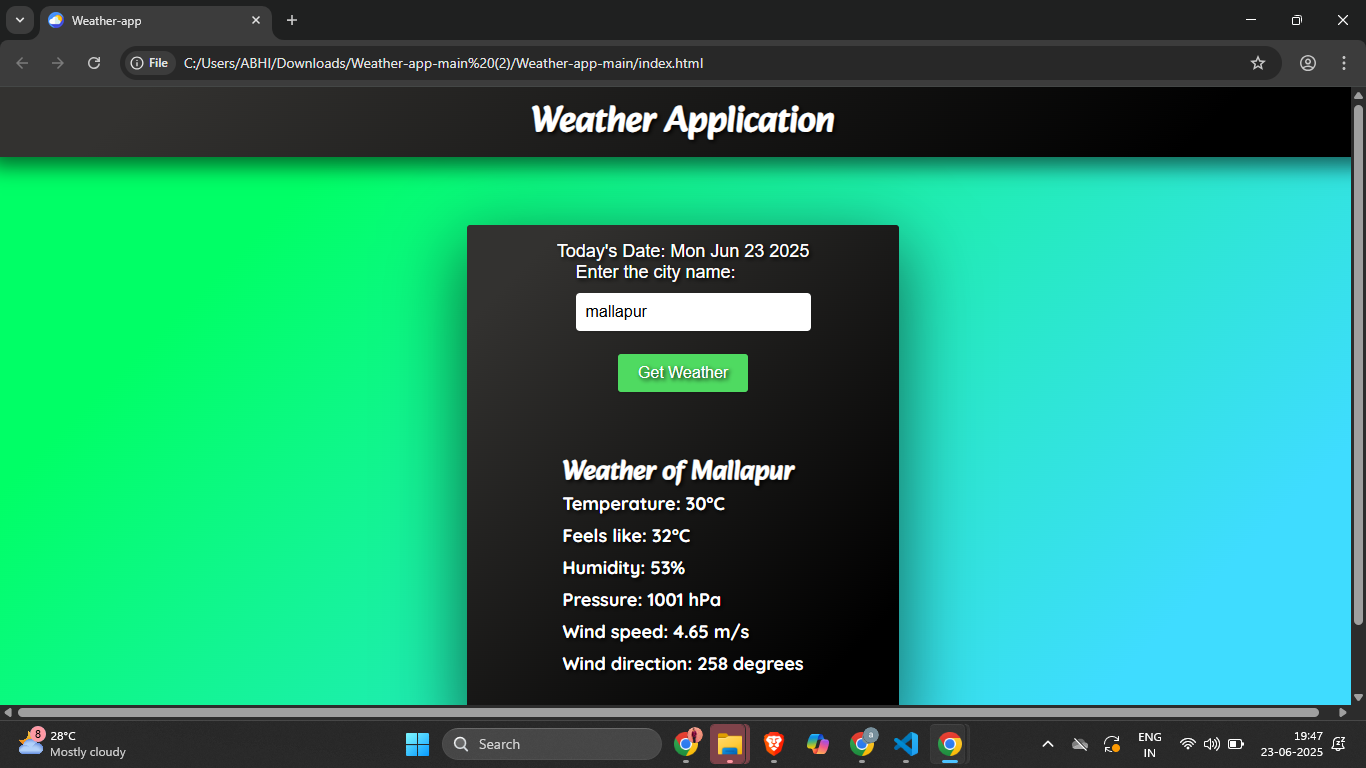 Weather-app
File
C:/Users/ABHI/Downloads/Weather-app-main%20(2)/Weather-app-main/index.html
Weather Application
Today's Date: Mon Jun 23 2025
Enter the city name:
mallapur
Get Weather
Weather of Mallapur
Temperature: 30°C
Feels like: 32°C
Humidity: 53%
Pressure: 1001 hPa
Wind speed: 4.65 m/s
Wind direction: 258 degrees
8
28°C
Mostly cloudy
Search
a
ENG
IN
19:47
23-06-2025